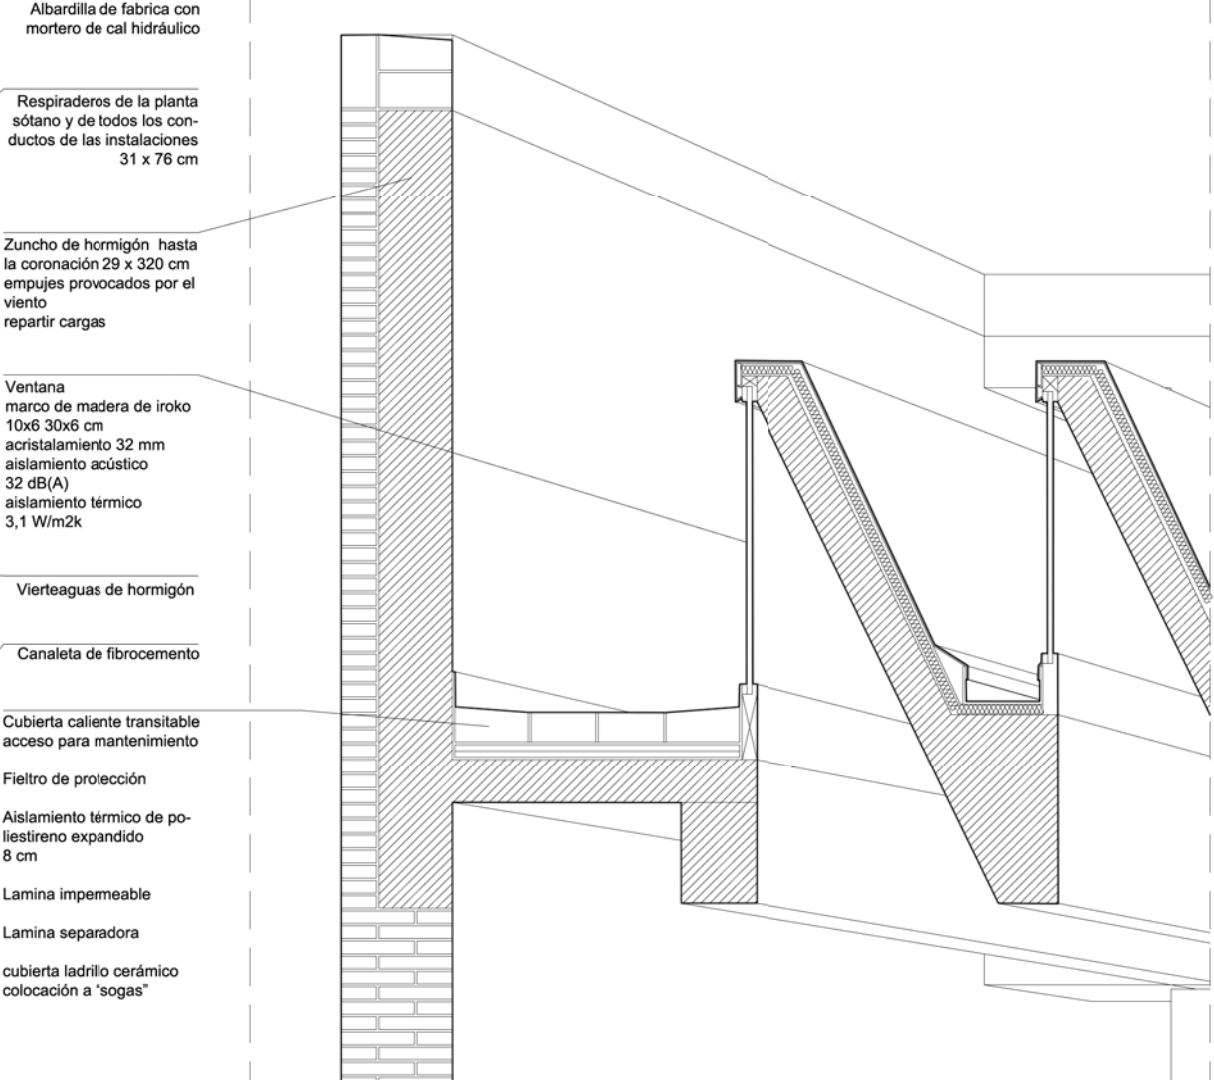 Albardilla de fabrica con
mortero de cal hidráulico
Respiraderos de la planta
sótano y de todos los con-
ductos de las instalaciones
31 x 76 cm
Zuncho de hormigón hasta
la coronación 29 x 320 cm
empujes provocados por el
viento
repartir cargas
Ventana
marco de madera de iroko
10x6 30x6 cm
acristalamiento 32 mm
aislamiento acústico
32 dB(A)
aislamiento térmico
3,1 W/m2k
Vierteaguas de hormigón
Canaleta de fibrocemento
Cubierta caliente transitable
acceso para mantenimiento
Fieltro de protección
Aislamiento térmico de po-
liestireno expandido
8 cm
Lamina impermeable
Lamina separadora
cubierta ladrillo cerámico
colocación a "sogas"